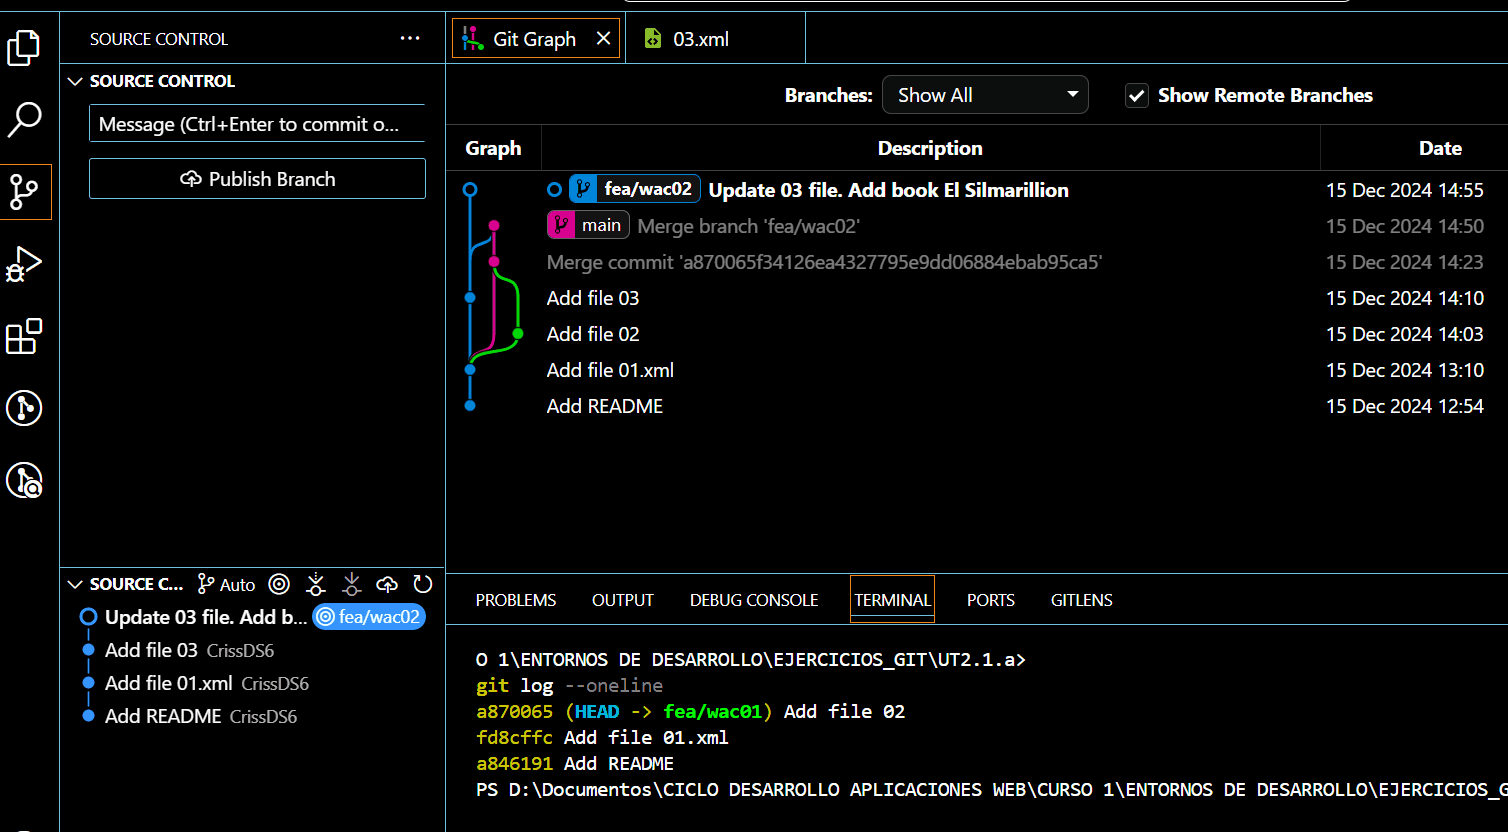 SOURCE CONTROL ...
SOURCE CONTROL
Message (Ctrl+Enter to commit o...
Publish Branch
Git Graph
03.xml
Branches: Show All Show Remote Branches
Graph Description Date
fea/wac02 Update 03 file. Add book El Silmarillion 15 Dec 2024 14:55
main Merge branch 'fea/wac02' 15 Dec 2024 14:50
Merge commit 'a870065f34126ea4327795e9dd06884ebab95ca5' 15 Dec 2024 14:23
Add file 03 15 Dec 2024 14:10
Add file 02 15 Dec 2024 14:03
Add file 01.xml 15 Dec 2024 13:10
Add README 15 Dec 2024 12:54
SOURCE C... Auto
Update 03 file. Add b... fea/wac02
Add file 03 CrissDS6
Add file 01.xml CrissDS6
Add README CrissDS6
PROBLEMS OUTPUT DEBUG CONSOLE TERMINAL PORTS GITLENS
O 1\ENTORNOS DE DESARROLLO\EJERCICIOS_GIT\UT2.1.a>
git log --oneline
a870065 (HEAD -> fea/wac01) Add file 02
fd8cffc Add file 01.xml
a846191 Add README
PS D:\Documentos\CICLO DESARROLLO APLICACIONES WEB\CURSO 1\ENTORNOS DE DESARROLLO\EJERCICIOS_G